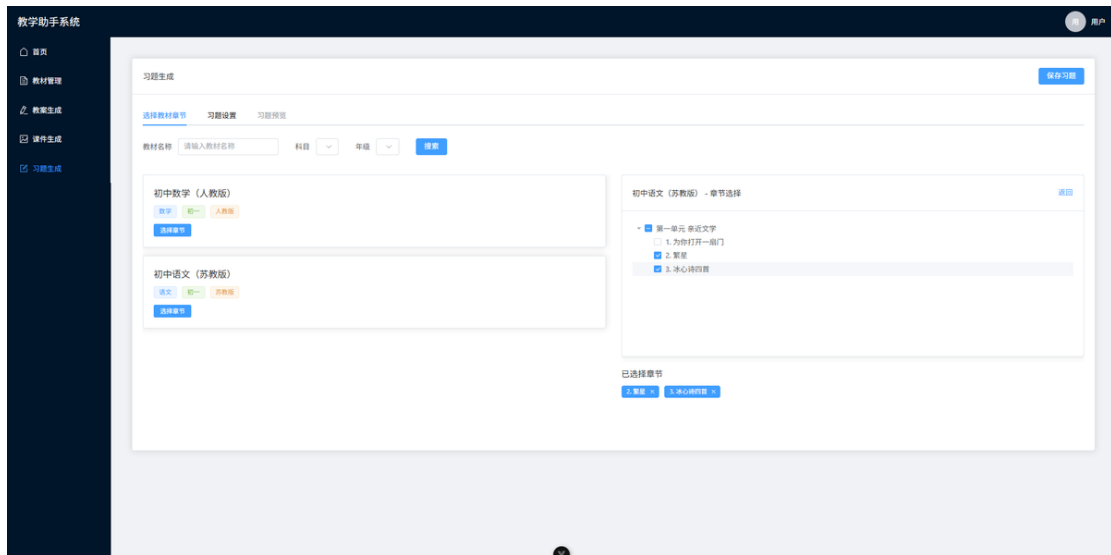 教学助手系统
用 用户
首页
教材管理
教案生成
课件生成
习题生成
习题生成
保存习题
选择教材章节 习题设置 习题预览
教材名称 请输入教材名称 科目 年级 搜索
初中数学（人教版）
数学 初一 人教版
选择章节
初中语文（苏教版）
语文 初一 苏教版
选择章节
初中语文（苏教版） - 章节选择 返回
第一单元 亲近文学
1. 为你打开一扇门
2. 繁星
3. 冰心诗四首
已选择章节
2. 繁星 × 3. 冰心诗四首 ×